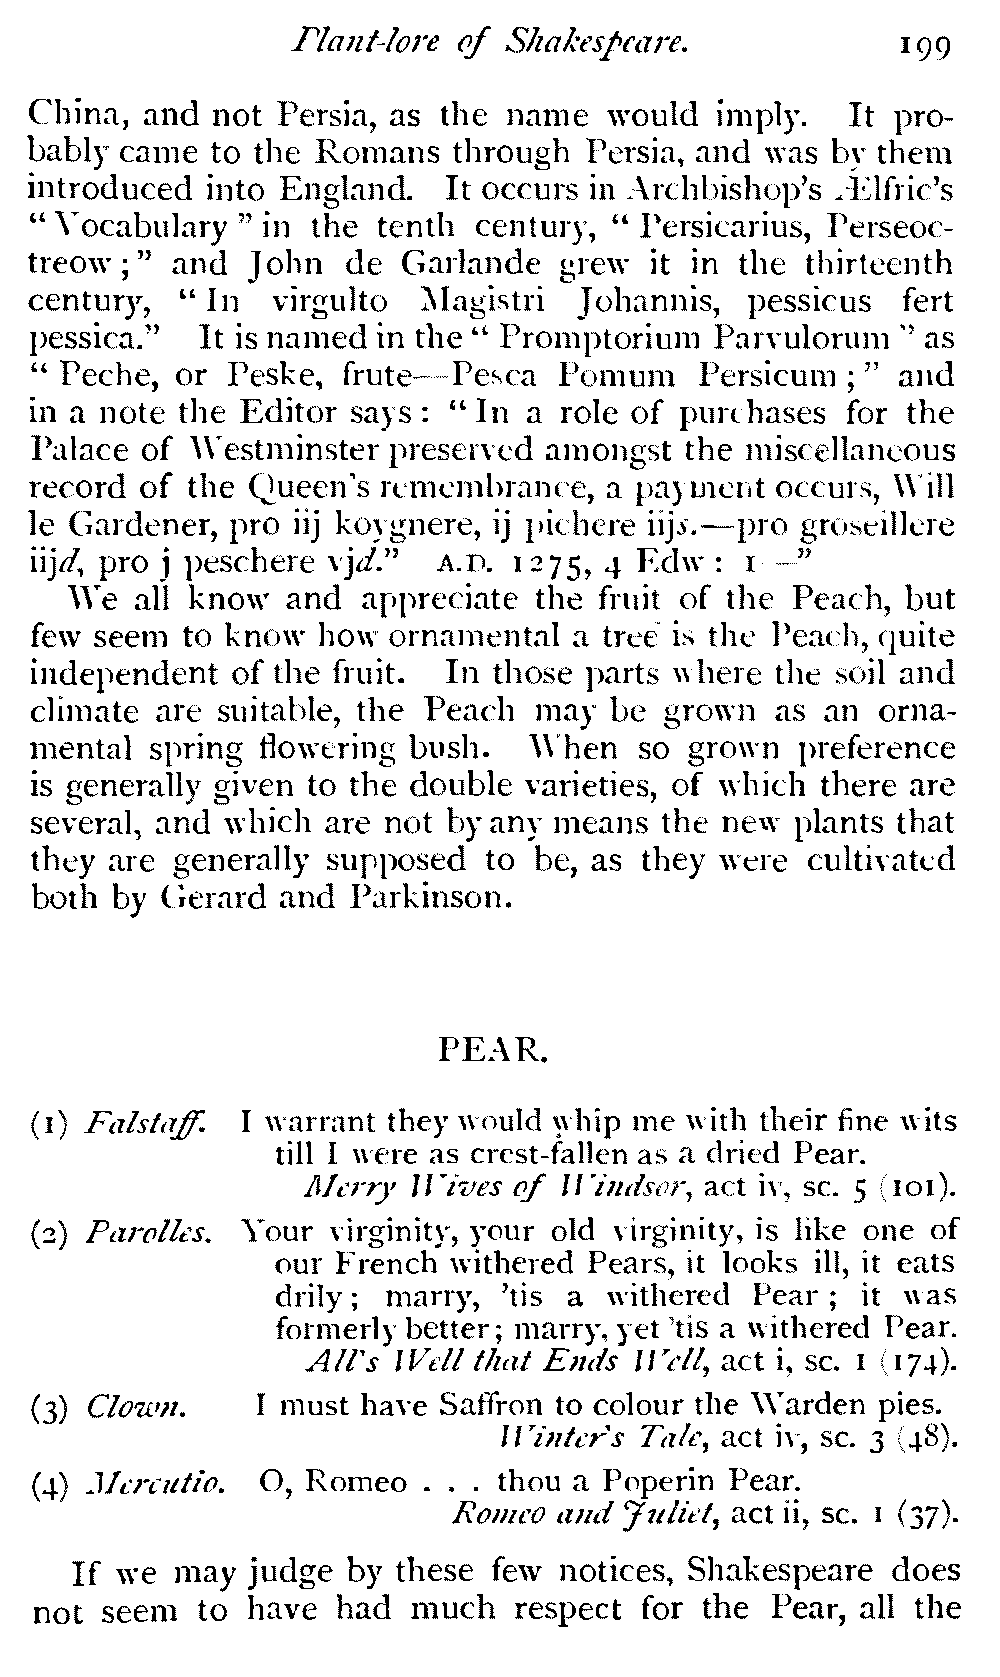 Plant-lore of Shakespeare. 199
China, and not Persia, as the name would imply. It pro-
bably came to the Romans through Persia, and was by them
introduced into England. It occurs in Archbishop's Ælfric's
“ Vocabulary ” in the tenth century, “ Persicarius, Perseoc-
treow ;” and John de Garlande grew it in the thirteenth
century, “ In virgulto Magistri Johannis, pessicus fert
pessica.” It is named in the “ Promptorium Parvulorum ” as
“ Peche, or Peske, frute—Pesca Pomum Persicum ; ” and
in a note the Editor says : “ In a role of purchases for the
Palace of Westminster preserved amongst the miscellaneous
record of the Queen's remembrance, a payment occurs, Will
le Gardener, pro iij koygnere, ij pichere iijs.—pro groseillere
iijd, pro j peschere vjd.” A.D. 1275, 4 Edw : 1 —”
We all know and appreciate the fruit of the Peach, but
few seem to know how ornamental a tree is the Peach, quite
independent of the fruit. In those parts where the soil and
climate are suitable, the Peach may be grown as an orna-
mental spring flowering bush. When so grown preference
is generally given to the double varieties, of which there are
several, and which are not by any means the new plants that
they are generally supposed to be, as they were cultivated
both by Gerard and Parkinson.
PEAR.
(1) Falstaff. I warrant they would whip me with their fine wits
till I were as crest-fallen as a dried Pear.
Merry Wives of Windsor, act iv, sc. 5 (101).
(2) Parolles. Your virginity, your old virginity, is like one of
our French withered Pears, it looks ill, it eats
drily ; marry, 'tis a withered Pear ; it was
formerly better; marry, yet 'tis a withered Pear.
All's Well that Ends Well, act i, sc. 1 (174).
(3) Clown. I must have Saffron to colour the Warden pies.
Winter's Tale, act iv, sc. 3 (48).
(4) Mercutio. O, Romeo . . . thou a Poperin Pear.
Romeo and Juliet, act ii, sc. 1 (37).
If we may judge by these few notices, Shakespeare does
not seem to have had much respect for the Pear, all the